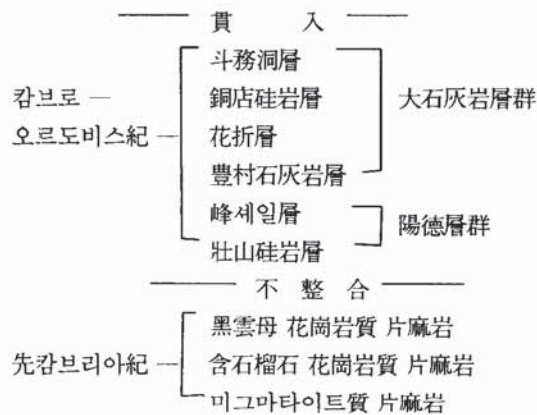 貫 入
斗務洞層
銅店硅岩層
大石灰岩層群
캄브로 —
오르도비스紀
花折層
豊村石灰岩層
峰셰일層
陽德層群
壯山硅岩層
不 整 合
黑雲母 花崗岩質 片麻岩
先캄브리아紀
含石榴石 花崗岩質 片麻岩
미그마타이트質 片麻岩